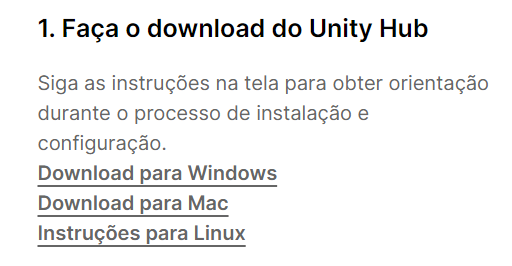 1. Faça o download do Unity Hub
Siga as instruções na tela para obter orientação
durante o processo de instalação e
configuração.
Download para Windows
Download para Mac
Instruções para Linux